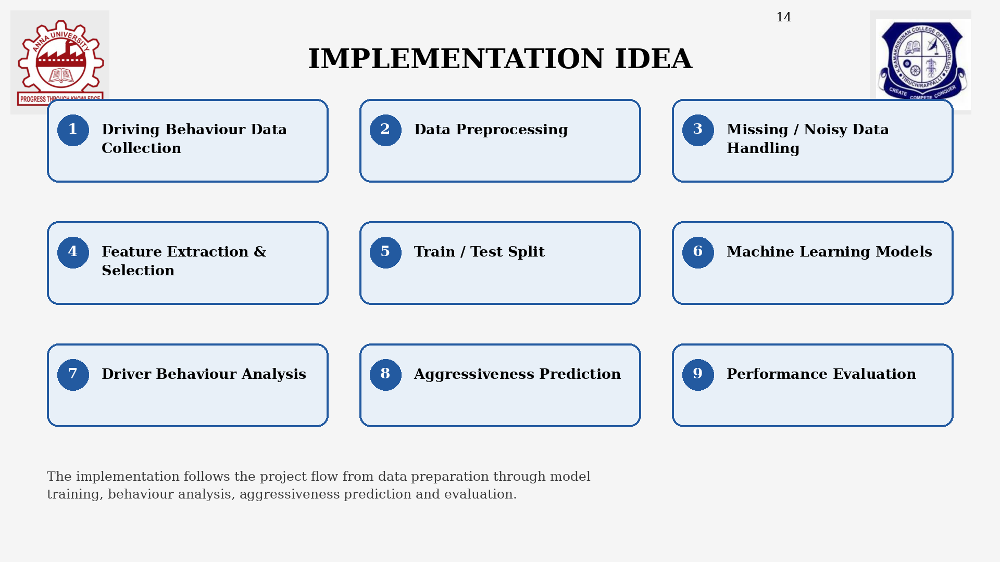 14
ANNA UNIVERSITY
PROGRESS THROUGH KNOWLEDGE
K RAMAKRISHNAN COLLEGE OF TECHNOLOGY
TIRUCHIRAPPALLI
CREATE COMPETE CONQUER
IMPLEMENTATION IDEA
1 Driving Behaviour Data
Collection
2 Data Preprocessing
3 Missing / Noisy Data
Handling
4 Feature Extraction &
Selection
5 Train / Test Split
6 Machine Learning Models
7 Driver Behaviour Analysis
8 Aggressiveness Prediction
9 Performance Evaluation
The implementation follows the project flow from data preparation through model
training, behaviour analysis, aggressiveness prediction and evaluation.